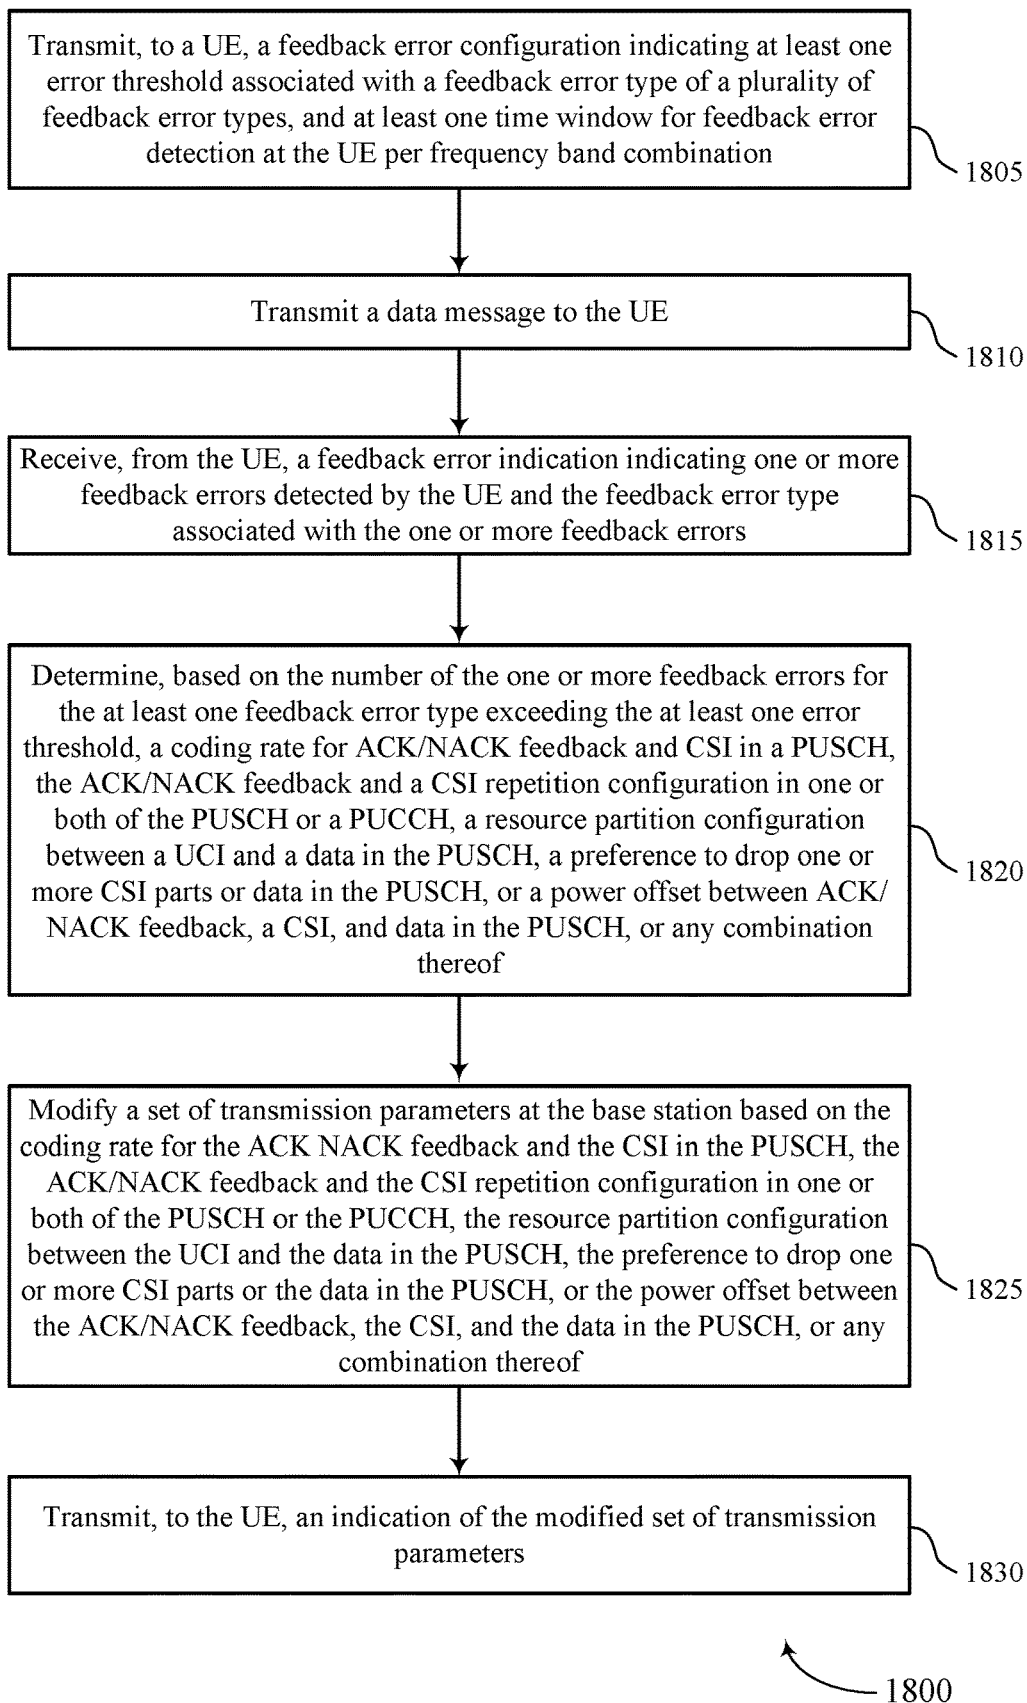 Transmit, to a UE, a feedback error configuration indicating at least one
error threshold associated with a feedback error type of a plurality of
feedback error types, and at least one time window for feedback error
detection at the UE per frequency band combination
1805
Transmit a data message to the UE
1810
Receive, from the UE, a feedback error indication indicating one or more
feedback errors detected by the UE and the feedback error type
associated with the one or more feedback errors
1815
Determine, based on the number of the one or more feedback errors for
the at least one feedback error type exceeding the at least one error
threshold, a coding rate for ACK/NACK feedback and CSI in a PUSCH,
the ACK/NACK feedback and a CSI repetition configuration in one or
both of the PUSCH or a PUCCH, a resource partition configuration
between a UCI and a data in the PUSCH, a preference to drop one or
more CSI parts or data in the PUSCH, or a power offset between ACK/
NACK feedback, a CSI, and data in the PUSCH, or any combination
thereof
1820
Modify a set of transmission parameters at the base station based on the
coding rate for the ACK NACK feedback and the CSI in the PUSCH, the
ACK/NACK feedback and the CSI repetition configuration in one or
both of the PUSCH or the PUCCH, the resource partition configuration
between the UCI and the data in the PUSCH, the preference to drop one
or more CSI parts or the data in the PUSCH, or the power offset between
the ACK/NACK feedback, the CSI, and the data in the PUSCH, or any
combination thereof
1825
Transmit, to the UE, an indication of the modified set of transmission
parameters
1830
1800